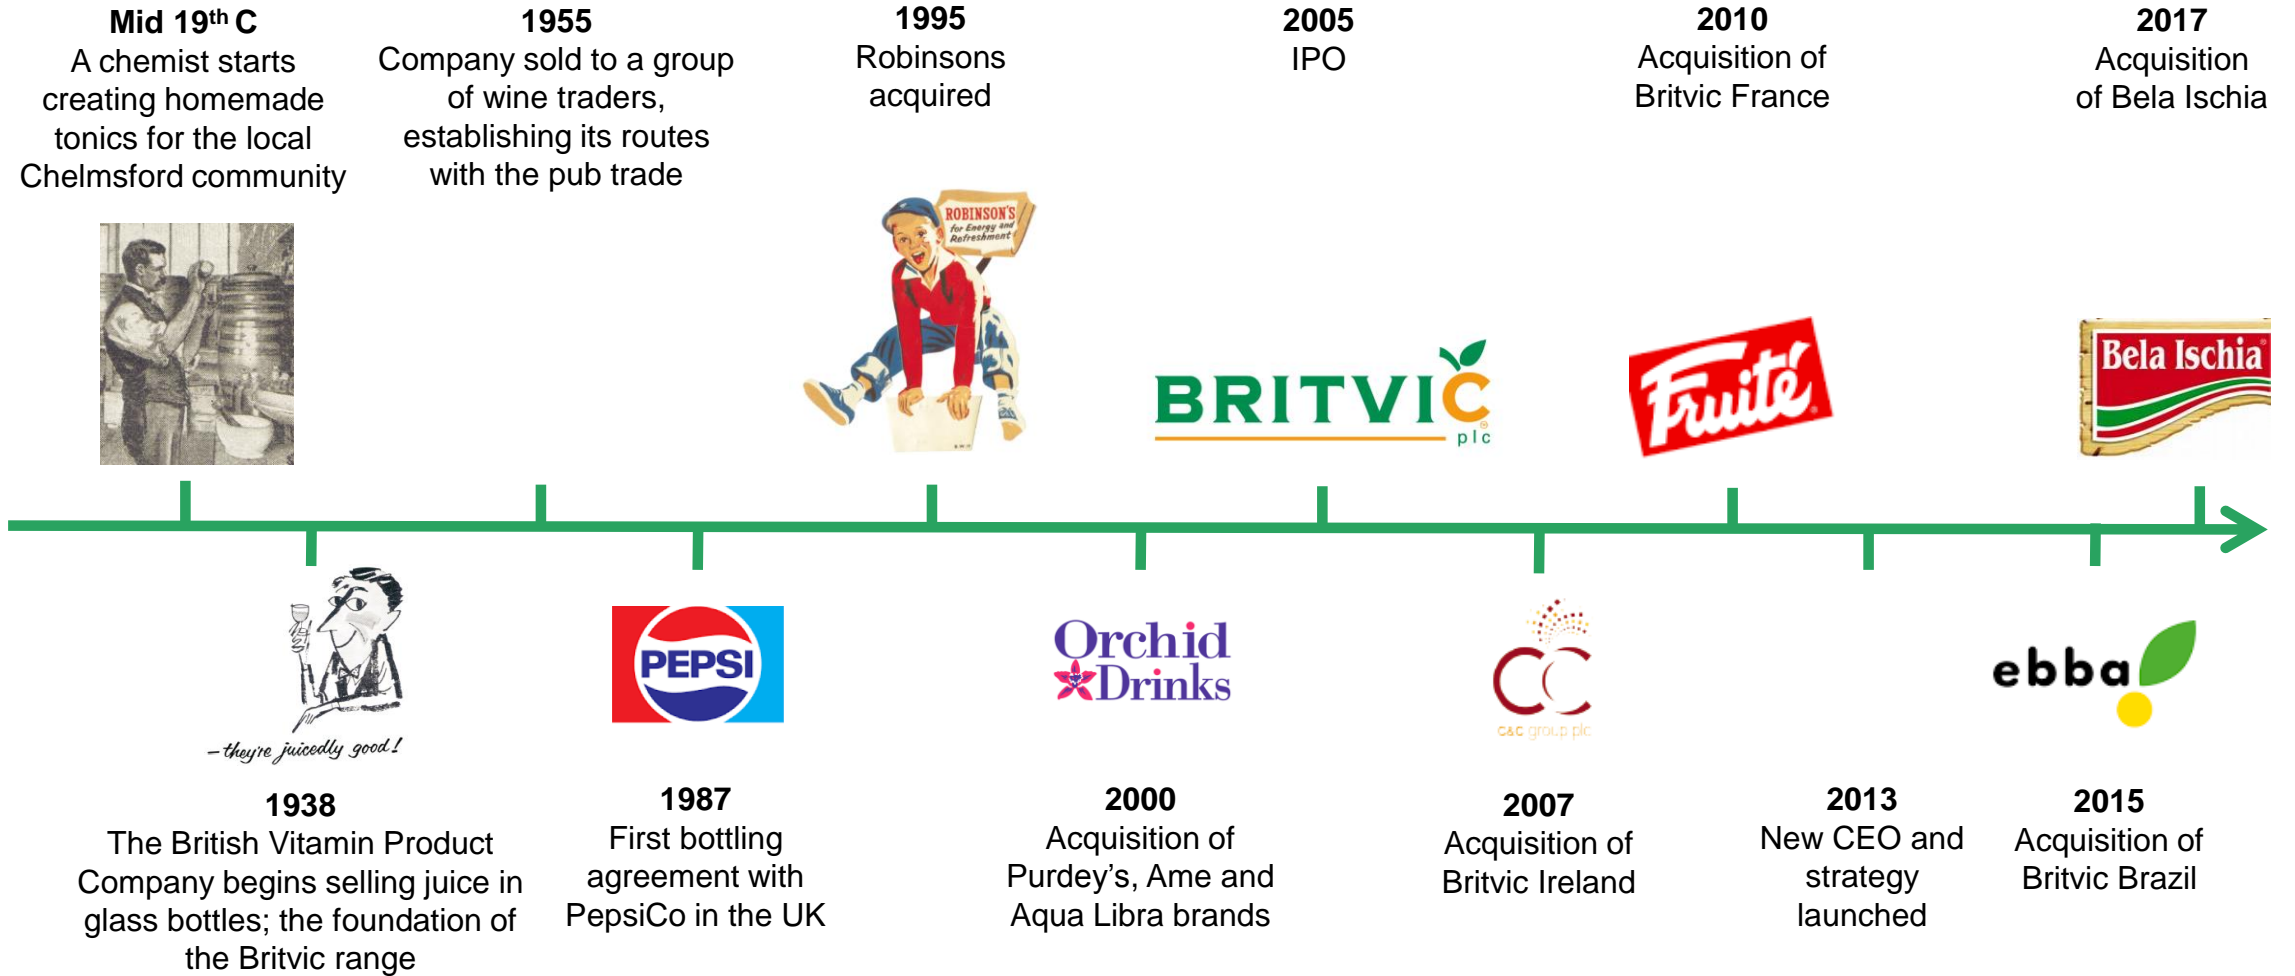 Mid 19th C
A chemist starts
creating homemade
tonics for the local
Chelmsford community
1955
Company sold to a group
of wine traders,
establishing its routes
with the pub trade
1995
Robinsons
acquired
2005
IPO
2010
Acquisition of
Britvic France
2017
Acquisition
of Bela Ischia
ROBINSON'S
for Energy and
Refreshment
BRITVIC
plc
Fruité
Bela Ischia
– they're juicedly good!
PEPSI
Orchid
Drinks
c&c group plc
ebba
1938
The British Vitamin Product
Company begins selling juice in
glass bottles; the foundation of
the Britvic range
1987
First bottling
agreement with
PepsiCo in the UK
2000
Acquisition of
Purdey’s, Ame and
Aqua Libra brands
2007
Acquisition of
Britvic Ireland
2013
New CEO and
strategy
launched
2015
Acquisition of
Britvic Brazil